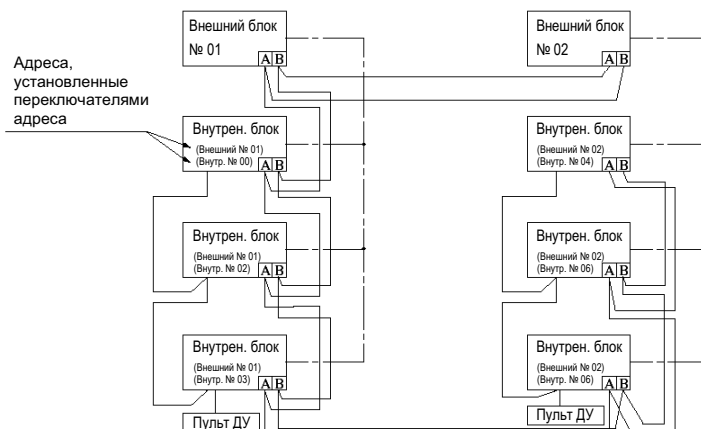 Внешний блок
№ 01
А В
Внешний блок
№ 02
А В
Адреса,
установленные
переключателями
адреса
Внутрен. блок
(Внешний № 01)
(Внутр. № 00)
А В
Внутрен. блок
(Внешний № 02)
(Внутр. № 04)
А В
Внутрен. блок
(Внешний № 01)
(Внутр. № 02)
А В
Внутрен. блок
(Внешний № 02)
(Внутр. № 06)
А В
Внутрен. блок
(Внешний № 01)
(Внутр. № 03)
А В
Внутрен. блок
(Внешний № 02)
(Внутр. № 06)
А В
Пульт ДУ
Пульт ДУ